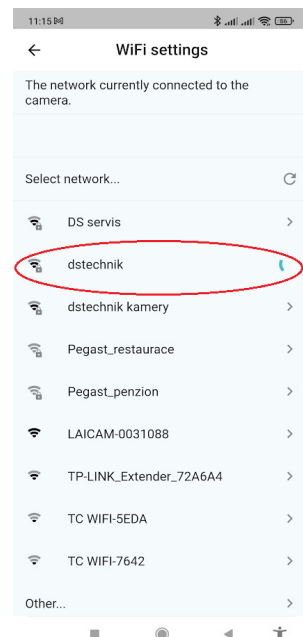 11:15
86
WiFi settings
The network currently connected to the
camera.
Select network...
DS servis
dstechnik
dstechnik kamery
Pegast_restaurace
Pegast_penzion
LAICAM-0031088
TP-LINK_Extender_72A6A4
TC WIFI-5EDA
TC WIFI-7642
Other...